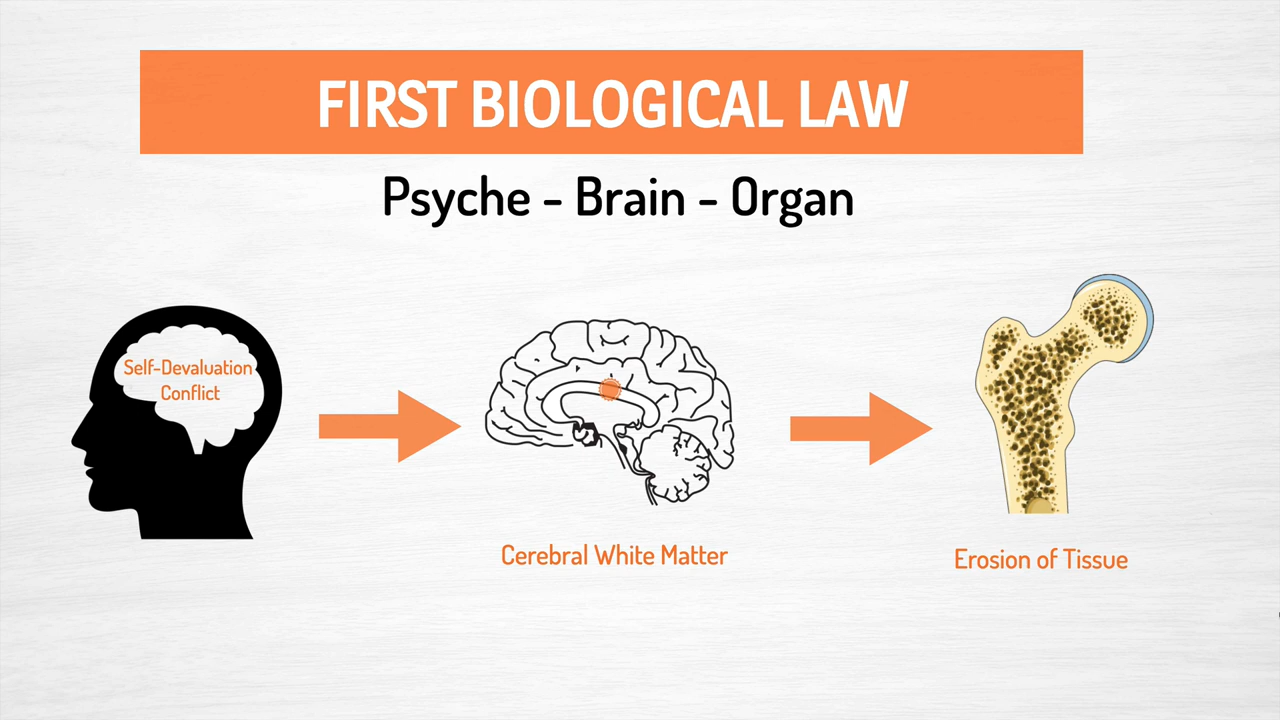 FIRST BIOLOGICAL LAW
Psyche - Brain - Organ
Self-Devaluation
Conflict
Cerebral White Matter
Erosion of Tissue